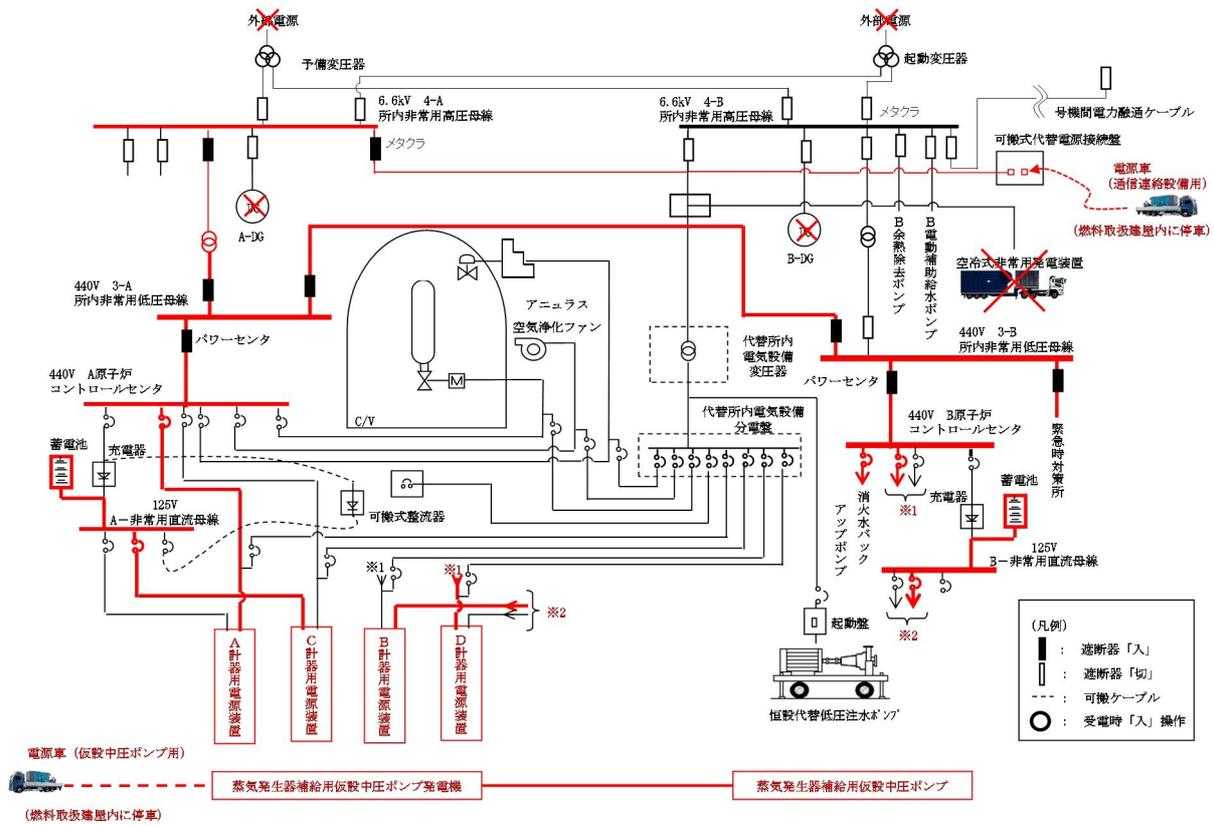 外部電源
外部電源
予備変圧器
起動変圧器
6.6kV 4-A
所内非常用高圧母線
6.6kV 4-B
所内非常用高圧母線
メタクラ
メタクラ
号機間電力融通ケーブル
可搬式代替電源接続盤
電源車
(通信連絡設備用)
(燃料取扱建屋内に停車)
DG
A-DG
DG
B-DG
B余熱除去ポンプ
B電動補助給水ポンプ
空冷式非常用発電装置
440V 3-A
所内非常用低圧母線
パワーセンタ
アニュラス
空気浄化ファン
M
C/V
代替所内
電気設備
変圧器
440V 3-B
所内非常用低圧母線
パワーセンタ
440V A原子炉
コントロールセンタ
代替所内電気設備
分電盤
440V B原子炉
コントロールセンタ
緊急時対策所
蓄電池
充電器
125V
A-非常用直流母線
可搬式整流器
消火水バック
アップポンプ
※1
充電器
蓄電池
125V
B-非常用直流母線
※2
※1
※1
※2
A計器用電源装置
C計器用電源装置
B計器用電源装置
D計器用電源装置
起動盤
恒設代替低圧注水ポンプ
(凡例)
: 遮断器「入」
: 遮断器「切」
: 可搬ケーブル
: 受電時「入」操作
電源車 (仮設中圧ポンプ用)
(燃料取扱建屋内に停車)
蒸気発生器補給用仮設中圧ポンプ発電機
蒸気発生器補給用仮設中圧ポンプ